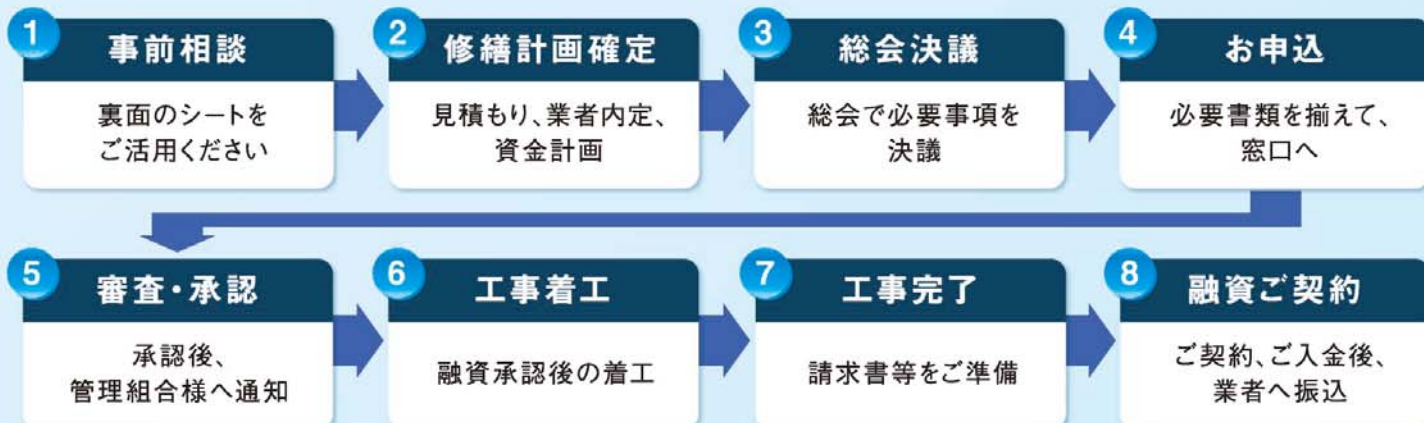 1
事前相談
裏面のシートを
ご活用ください
2
修繕計画確定
見積もり、業者内定、
資金計画
3
総会決議
総会で必要事項を
決議
4
お申込
必要書類を揃えて、
窓口へ
5
審査・承認
承認後、
管理組合様へ通知
6
工事着工
融資承認後の着工
7
工事完了
請求書等をご準備
8
融資ご契約
ご契約、ご入金後、
業者へ振込